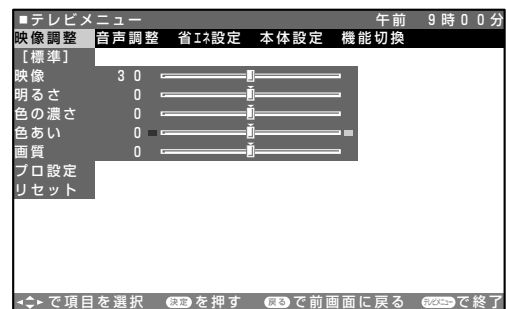 ■テレビメニュー 午前 9時00分
映像調整 音声調整 省エネ設定 本体設定 機能切換
[標準]
映像 30
明るさ 0
色の濃さ 0
色あい 0
画質 0
プロ設定
リセット
で項目を選択 決定を押す 戻るで前画面に戻る テレビメニューで終了